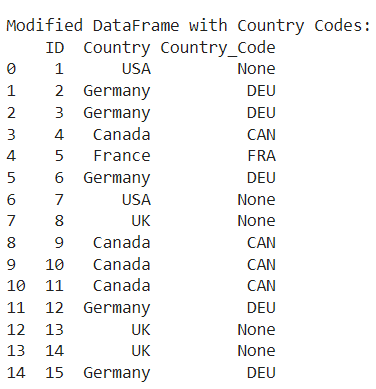 Modified DataFrame with Country Codes:
    ID  Country Country_Code
0    1      USA         None
1    2  Germany          DEU
2    3  Germany          DEU
3    4   Canada          CAN
4    5   France          FRA
5    6  Germany          DEU
6    7      USA         None
7    8       UK         None
8    9   Canada          CAN
9   10   Canada          CAN
10  11   Canada          CAN
11  12  Germany          DEU
12  13       UK         None
13  14       UK         None
14  15  Germany          DEU